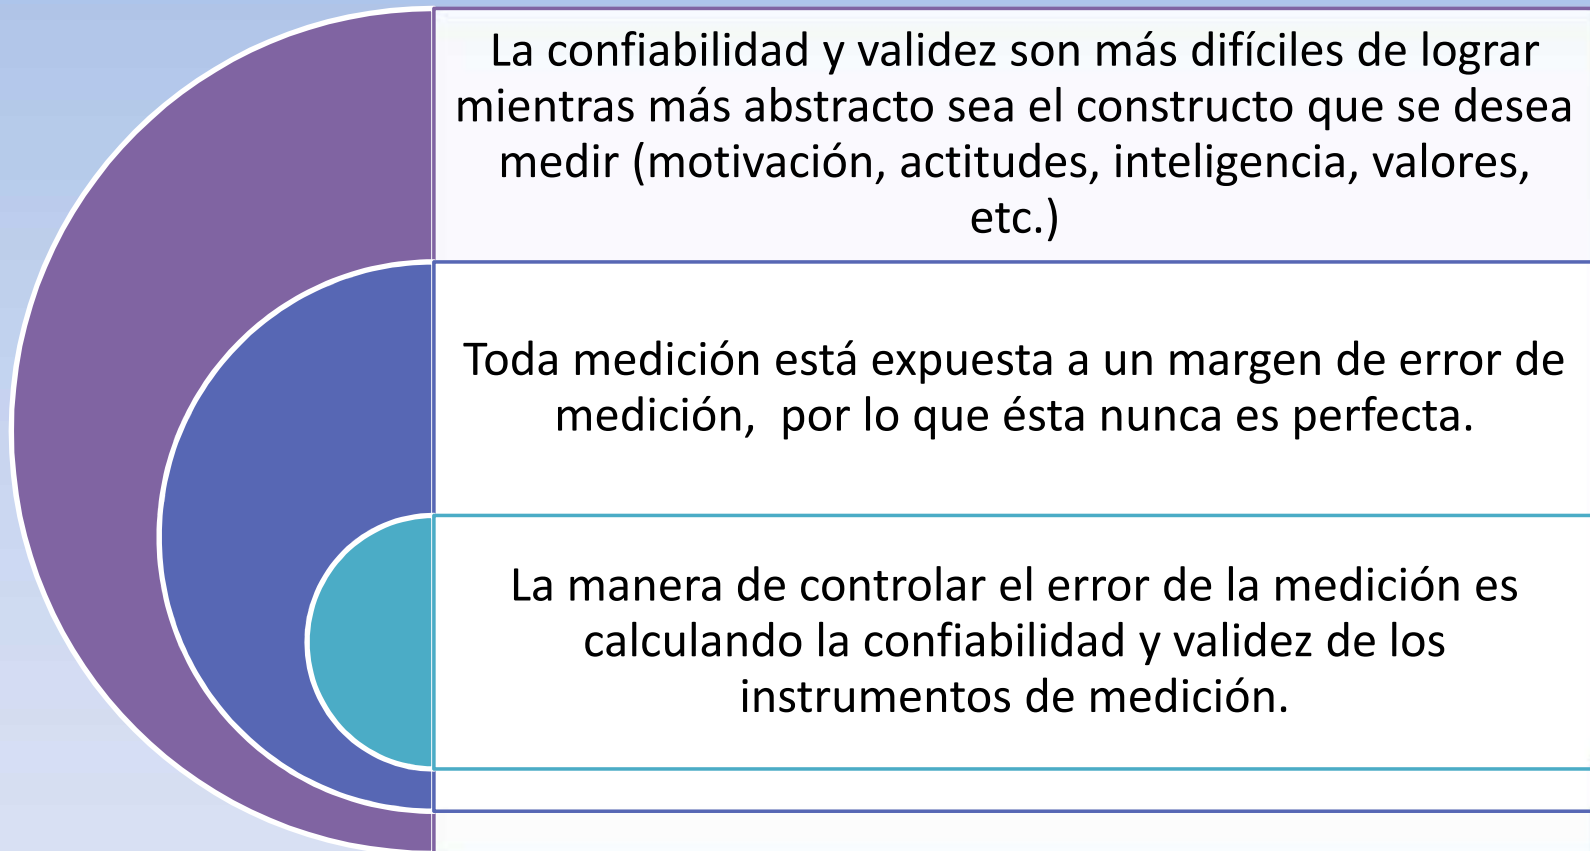 La confiabilidad y validez son más difíciles de lograr
mientras más abstracto sea el constructo que se desea
medir (motivación, actitudes, inteligencia, valores,
etc.)
Toda medición está expuesta a un margen de error de
medición,  por lo que ésta nunca es perfecta.
La manera de controlar el error de la medición es
calculando la confiabilidad y validez de los
instrumentos de medición.